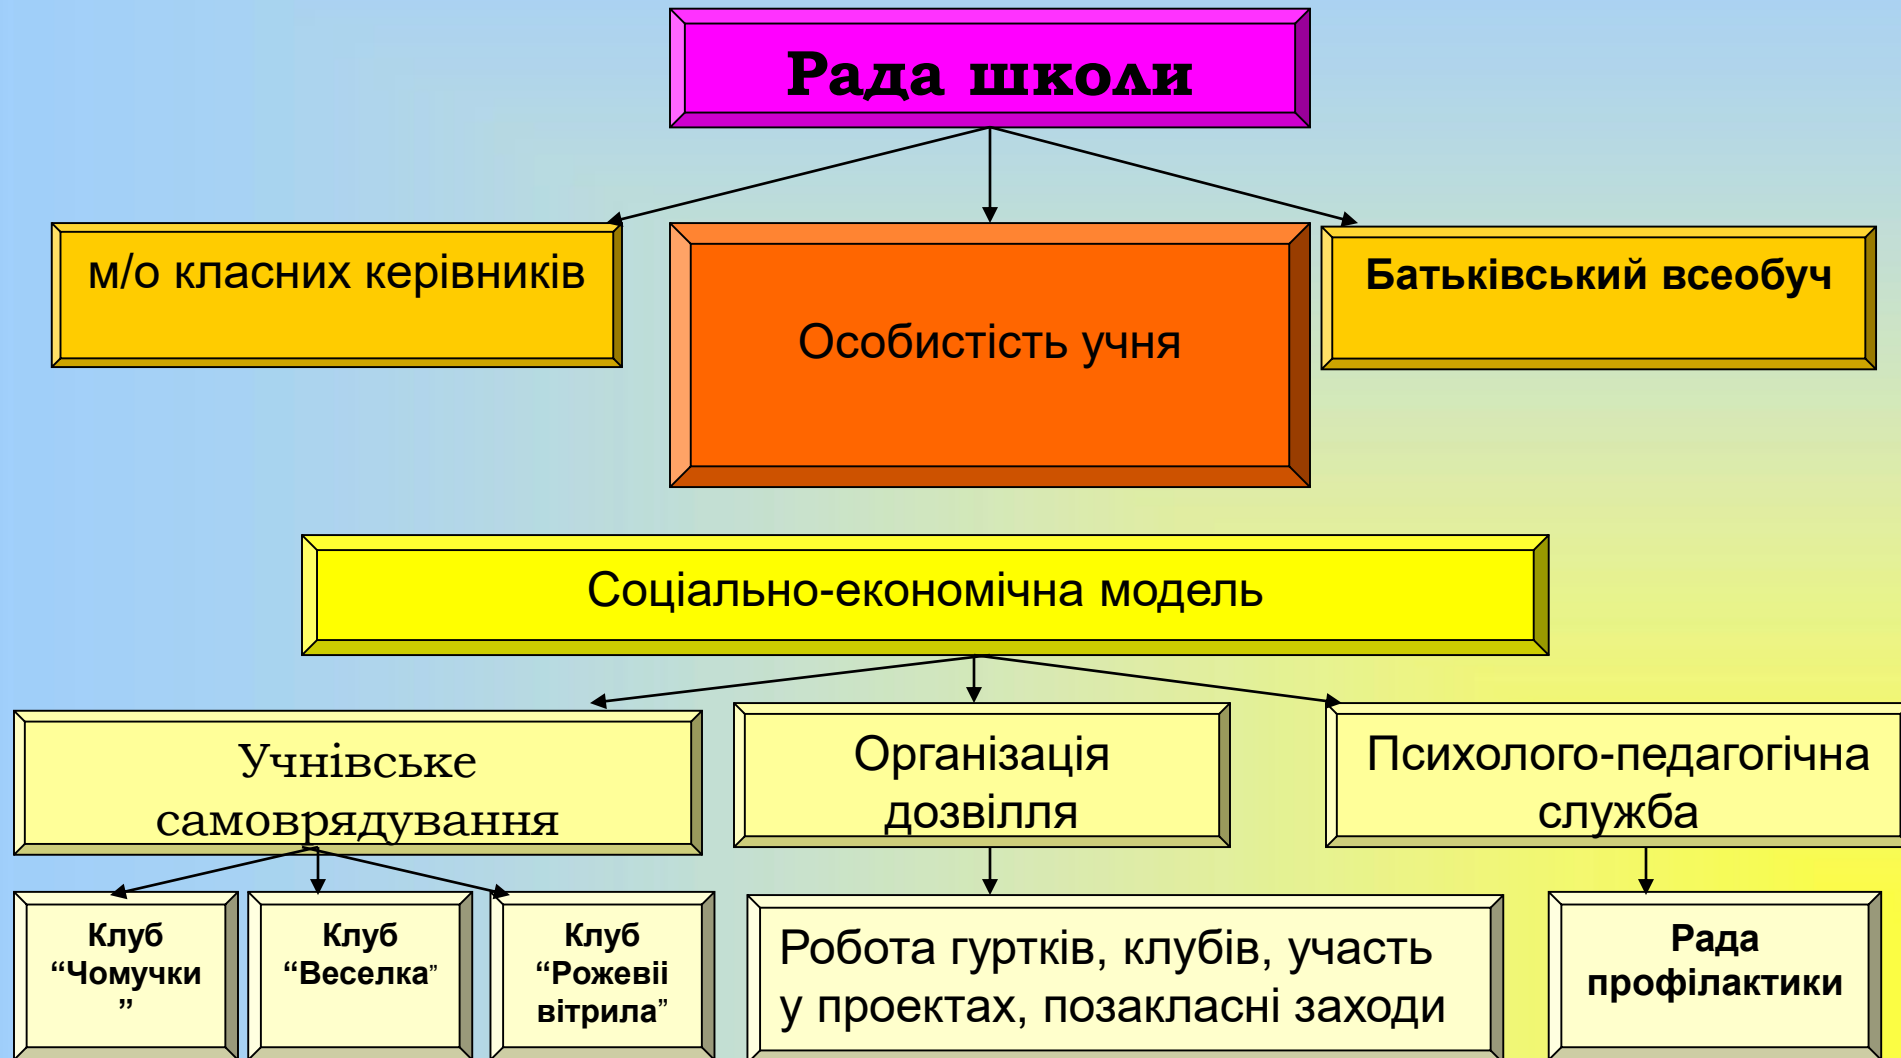 Рада школи
м/о класних керівників
Особистість учня
Батьківський всеобуч
Соціально-економічна модель
Учнівське
самоврядування
Організація
дозвілля
Психолого-педагогічна
служба
Клуб
“Чомучки
”
Клуб
“Веселка”
Клуб
“Рожевіі
вітрила”
Робота гуртків, клубів, участь
у проектах, позакласні заходи
Рада
профілактики